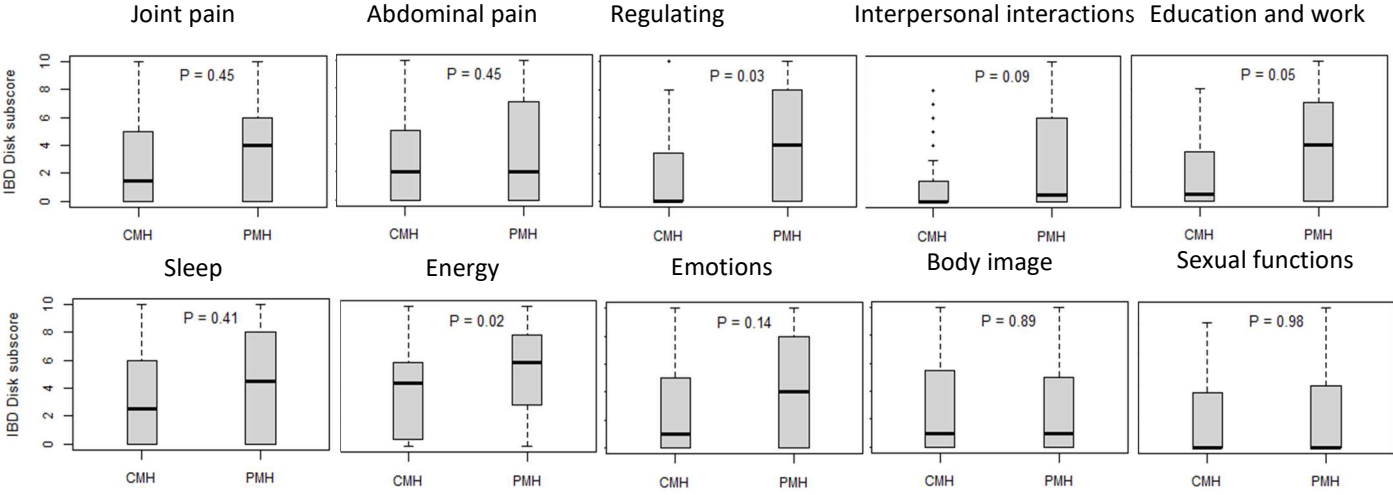 Joint pain
Abdominal pain
Regulating
Interpersonal interactions
Education and work
IBD Disk subscore
10
8
6
4
2
0
P = 0.45
CMH
PMH
P = 0.45
CMH
PMH
P = 0.03
CMH
PMH
P = 0.09
CMH
PMH
P = 0.05
CMH
PMH
Sleep
Energy
Emotions
Body image
Sexual functions
IBD Disk subscore
10
8
6
4
2
0
P = 0.41
CMH
PMH
P = 0.02
CMH
PMH
P = 0.14
CMH
PMH
P = 0.89
CMH
PMH
P = 0.98
CMH
PMH